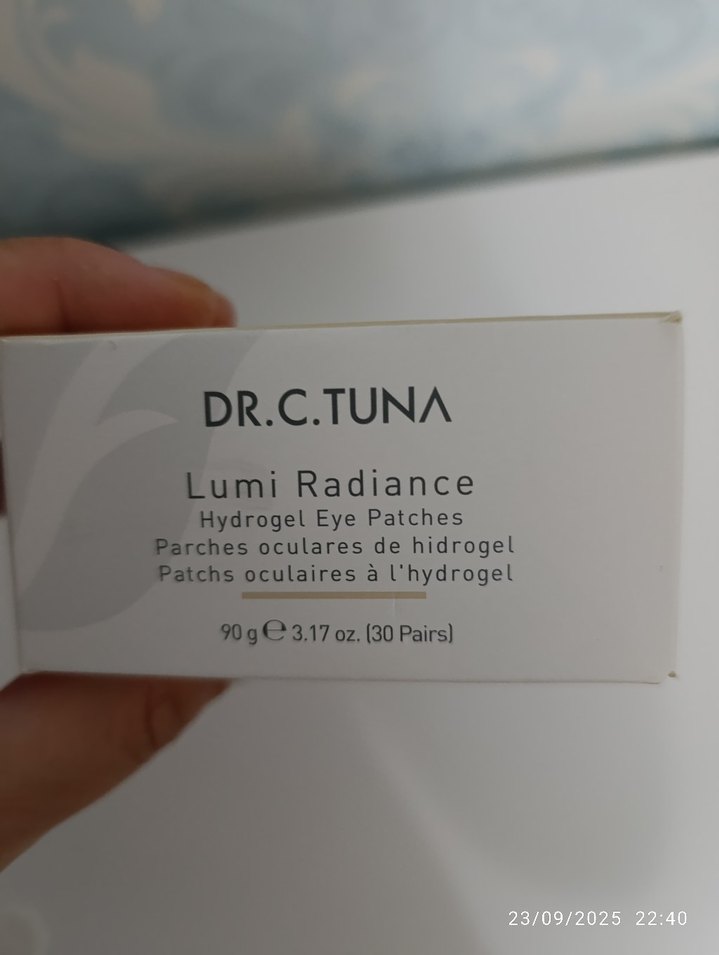 DR.C.TUNA
Lumi Radiance
Hydrogel Eye Patches
Parches oculares de hidrogel
Patchs oculaires à l'hydrogel
90 g ℮ 3.17 oz. (30 Pairs)
23/09/2025 22:40